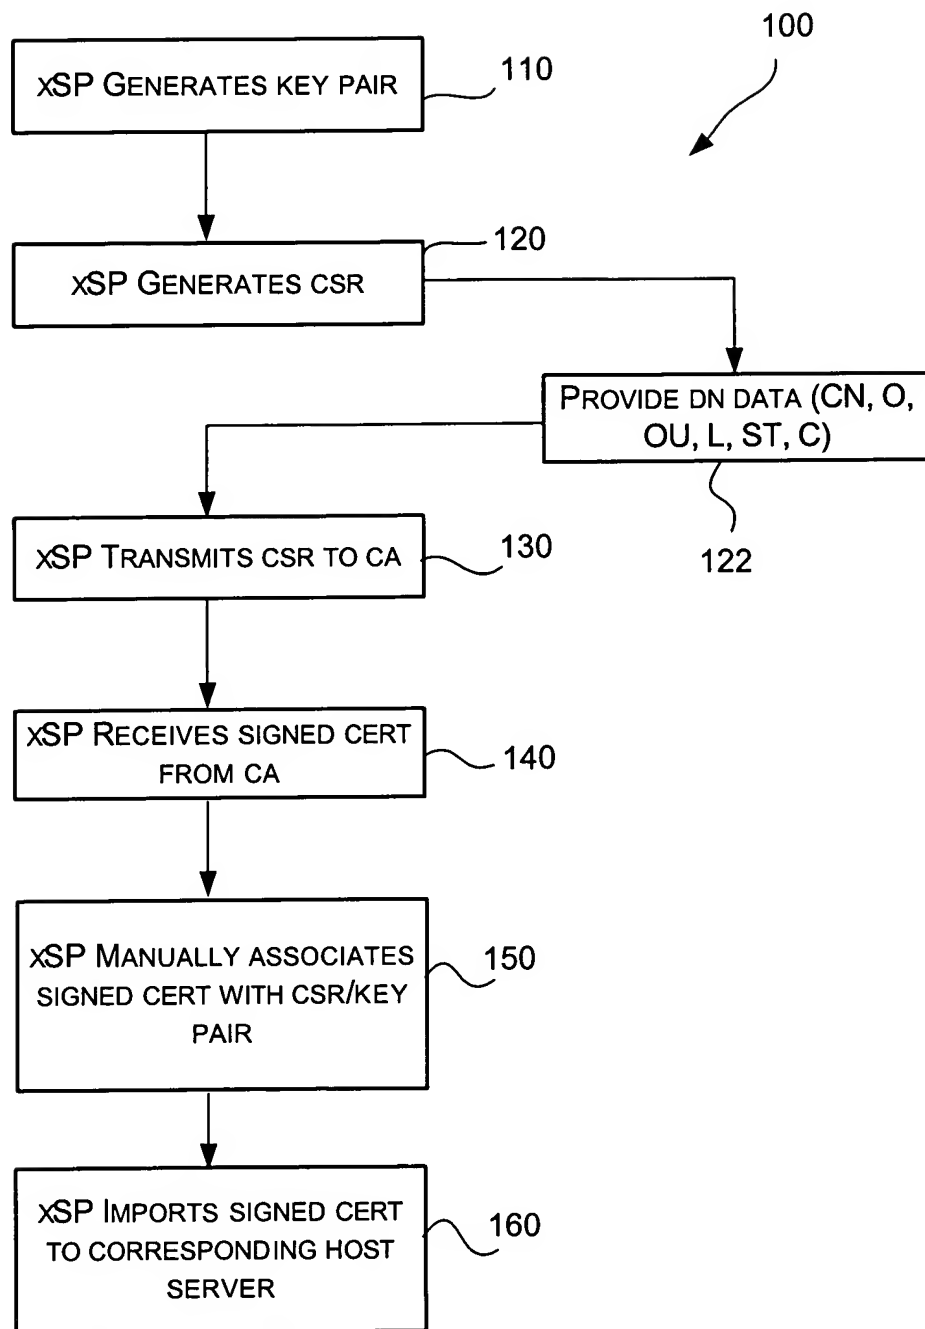 100
xSP GENERATES KEY PAIR
110
120
xSP GENERATES CSR
PROVIDE DN DATA (CN, O,
OU, L, ST, C)
122
xSP TRANSMITS CSR TO CA
130
xSP RECEIVES SIGNED CERT
FROM CA
140
xSP MANUALLY ASSOCIATES
SIGNED CERT WITH CSR/KEY
PAIR
150
xSP IMPORTS SIGNED CERT
TO CORRESPONDING HOST
SERVER
160